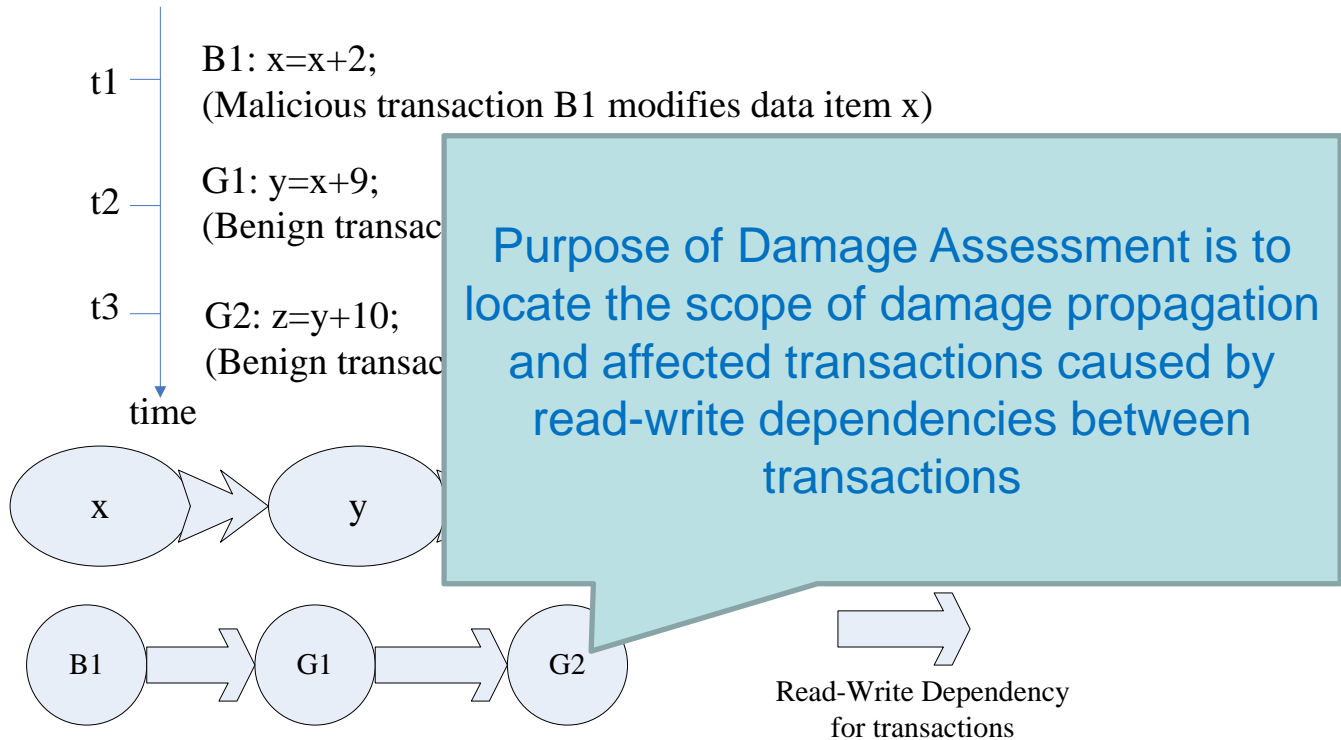 t1
B1: x=x+2;
(Malicious transaction B1 modifies data item x)
t2
G1: y=x+9;
(Benign
t3
G2: z=y+10;
(Benign
time
Purpose of Damage Assessment is to
locate the scope of damage propagation
and affected transactions caused by
read-write dependencies between
transactions
x
y
B1
G1
G2
Read-Write Dependency
for transactions